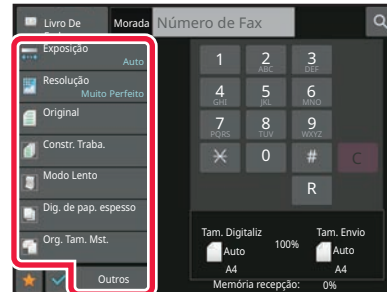 Livro De
Morada
Número de Fax
Exposição
Auto
Resolução
Muito Perfeito
Original
Constr. Traba.
Modo Lento
Dig. de pap. espesso
Org. Tam. Mst.
Outros
1
2
ABC
3
DEF
4
GHI
5
JKL
6
MNO
7
PQRS
8
TUV
9
WXYZ
0
#
C
R
Tam. Digitaliz
Tam. Envio
Auto
100%
Auto
A4
A4
Memória recepção: 0%